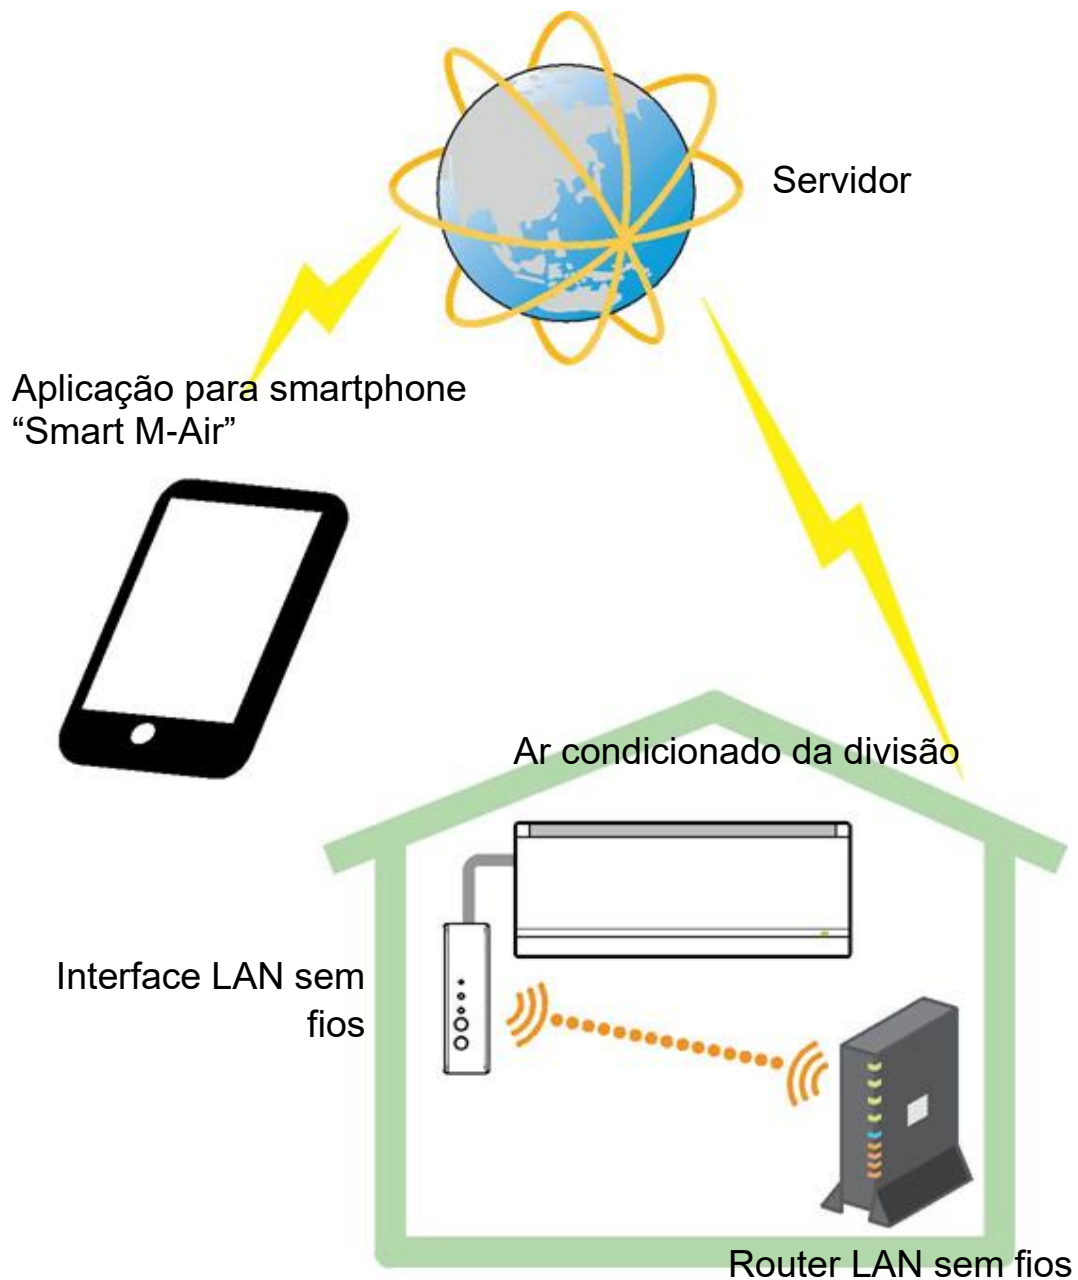 Servidor
Aplicação para smartphone
“Smart M-Air”
Ar condicionado da divisão
Interface LAN sem
fios
Router LAN sem fios